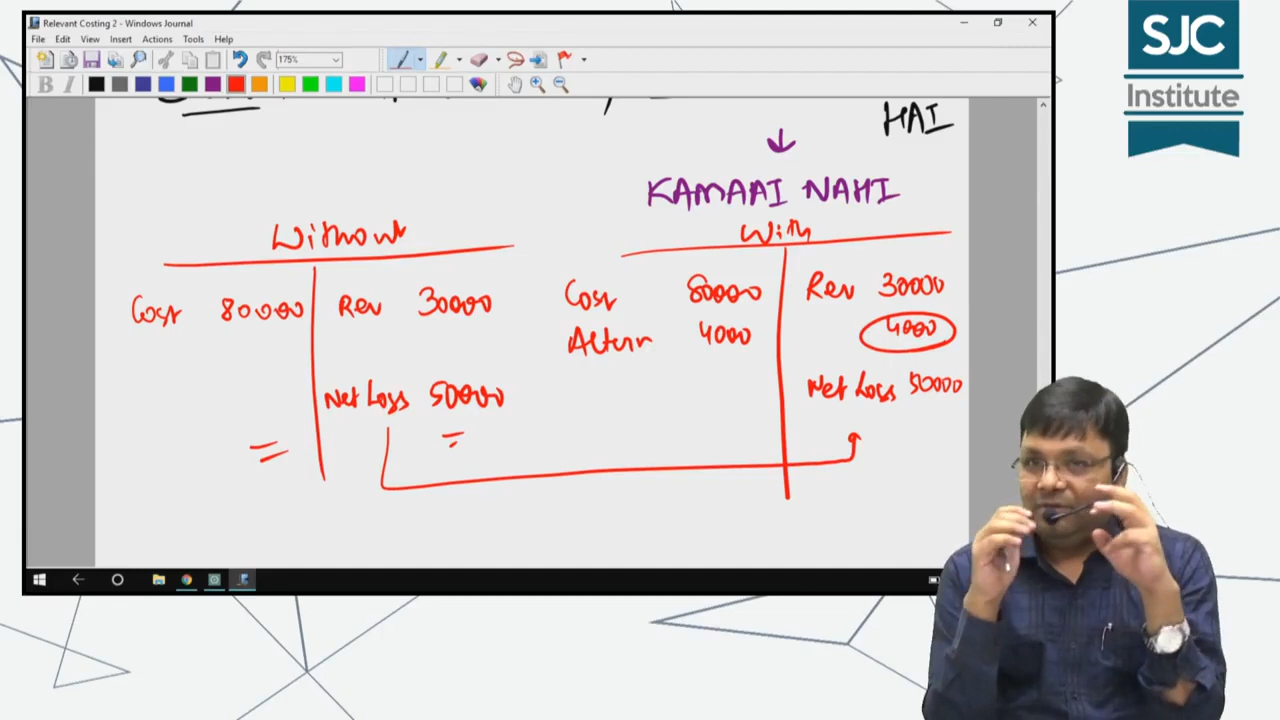 Relevant Costing 2 - Windows Journal
File Edit View Insert Actions Tools Help
175%
B I
HAI
KAMAAI NAHI
Without
Cost 80000 Rev 30000
Net Loss 50000
With
Cost 80000 Rev 30000
Altern 4000 4000
Net Loss 50000
SJC
Institute